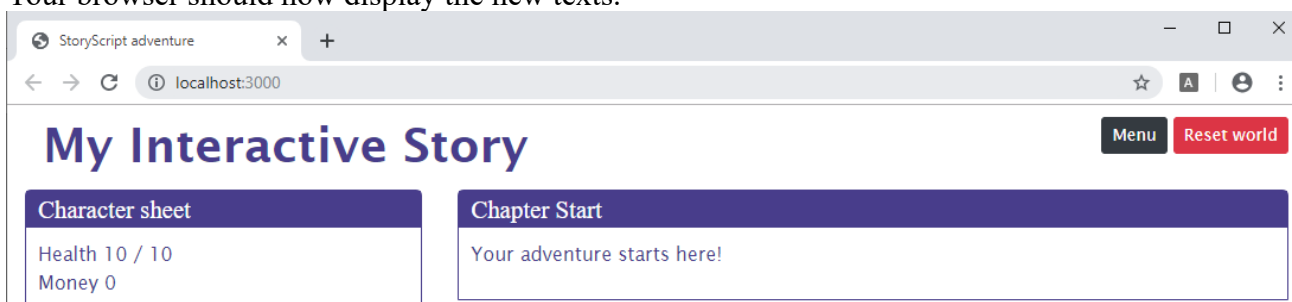 Your browser should now display the new texts:
StoryScript adventure
localhost:3000
A
My Interactive Story
Menu
Reset world
Character sheet
Health 10 / 10
Money 0
Chapter Start
Your adventure starts here!